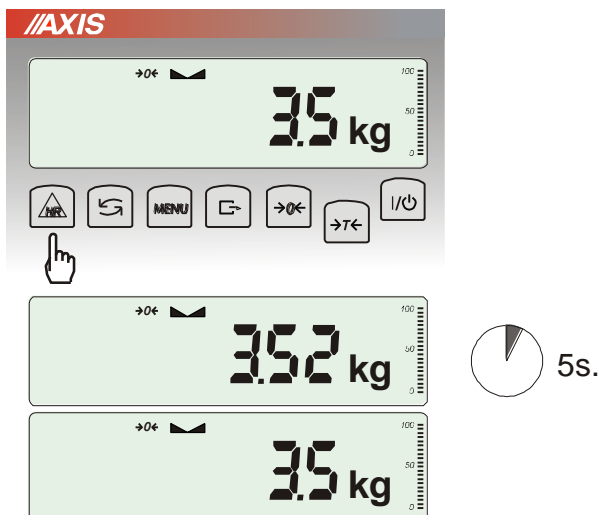 //AXIS
→0←
100
3.5 kg
50
0
HR
MENU
→0←
→T←
I/⏻
→0←
100
3.52 kg
50
0
5s.
→0←
100
3.5 kg
50
0